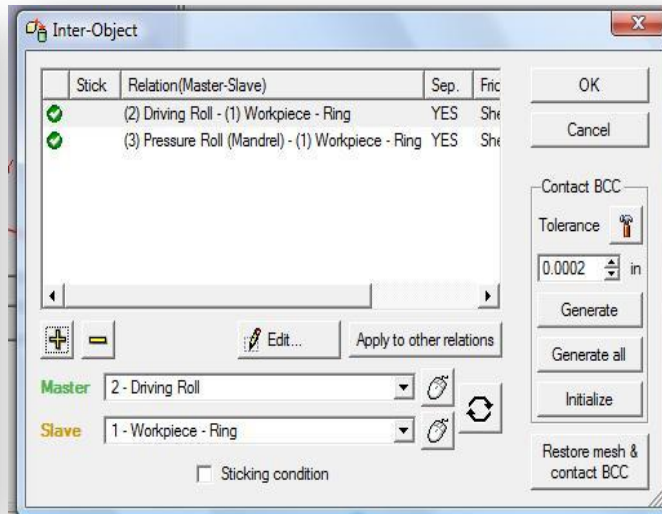 Inter-Object
Stick Relation(Master-Slave) Sep. Fric
(2) Driving Roll - (1) Workpiece - Ring YES She
(3) Pressure Roll (Mandrel) - (1) Workpiece - Ring YES She
OK
Cancel
Contact BCC
Tolerance
0.0002 in
Generate
Generate all
Initialize
Restore mesh &
contact BCC
Edit... Apply to other relations
Master 2 - Driving Roll
Slave 1 - Workpiece - Ring
Sticking condition